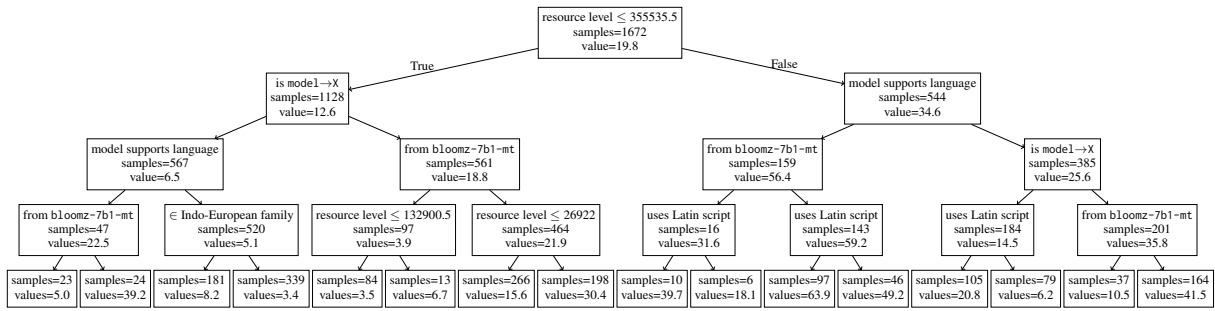 resource level ≤ 355535.5
samples=1672
value=19.8
True
False
is model→X
samples=1128
value=12.6
model supports language
samples=544
value=34.6
model supports language
samples=567
value=6.5
from bloomz-7b1-mt
samples=561
value=18.8
from bloomz-7b1-mt
samples=159
value=56.4
is model→X
samples=385
value=25.6
from bloomz-7b1-mt
samples=47
values=22.5
∈ Indo-European family
samples=520
values=5.1
resource level ≤ 132900.5
samples=97
values=3.9
resource level ≤ 26922
samples=464
values=21.9
uses Latin script
samples=16
values=31.6
uses Latin script
samples=143
values=59.2
uses Latin script
samples=184
values=14.5
from bloomz-7b1-mt
samples=201
values=35.8
samples=23
values=5.0
samples=24
values=39.2
samples=181
values=8.2
samples=339
values=3.4
samples=84
values=3.5
samples=13
values=6.7
samples=266
values=15.6
samples=198
values=30.4
samples=10
values=39.7
samples=6
values=18.1
samples=97
values=63.9
samples=46
values=49.2
samples=105
values=20.8
samples=79
values=6.2
samples=37
values=10.5
samples=164
values=41.5